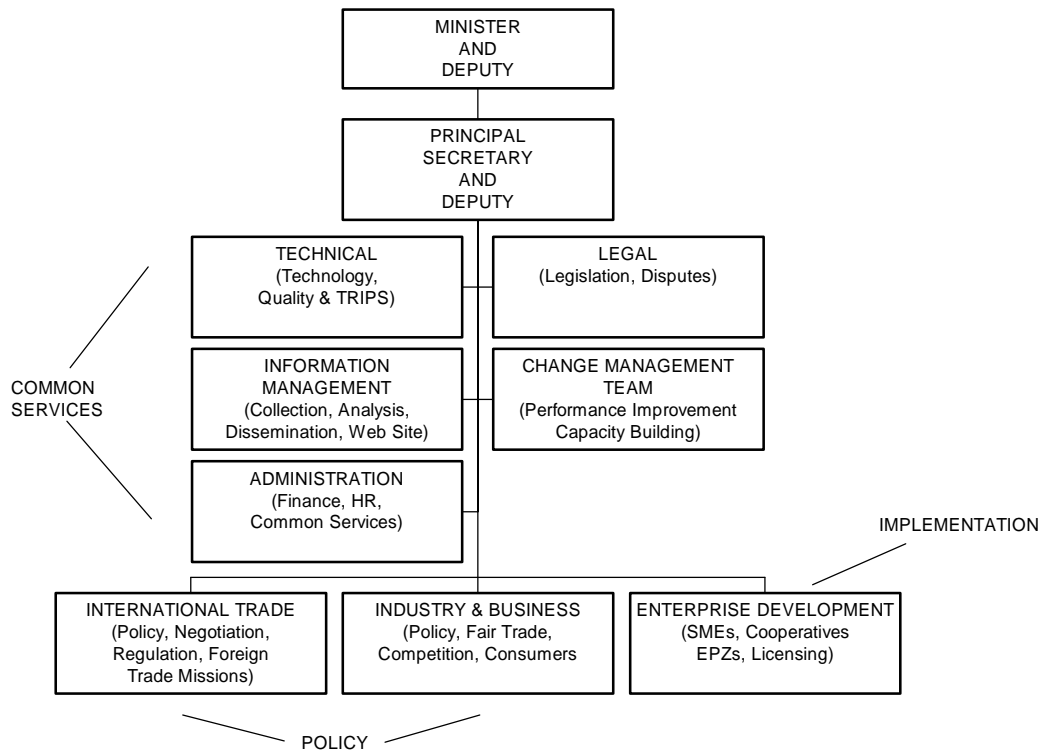 MINISTER
AND
DEPUTY
PRINCIPAL
SECRETARY
AND
DEPUTY
TECHNICAL
(Technology,
Quality & TRIPS)
LEGAL
(Legislation, Disputes)
COMMON
SERVICES
INFORMATION
MANAGEMENT
(Collection, Analysis,
Dissemination, Web Site)
CHANGE MANAGEMENT
TEAM
(Performance Improvement
Capacity Building)
ADMINISTRATION
(Finance, HR,
Common Services)
IMPLEMENTATION
INTERNATIONAL TRADE
(Policy, Negotiation,
Regulation, Foreign
Trade Missions)
INDUSTRY & BUSINESS
(Policy, Fair Trade,
Competition, Consumers
ENTERPRISE DEVELOPMENT
(SMEs, Cooperatives
EPZs, Licensing)
POLICY